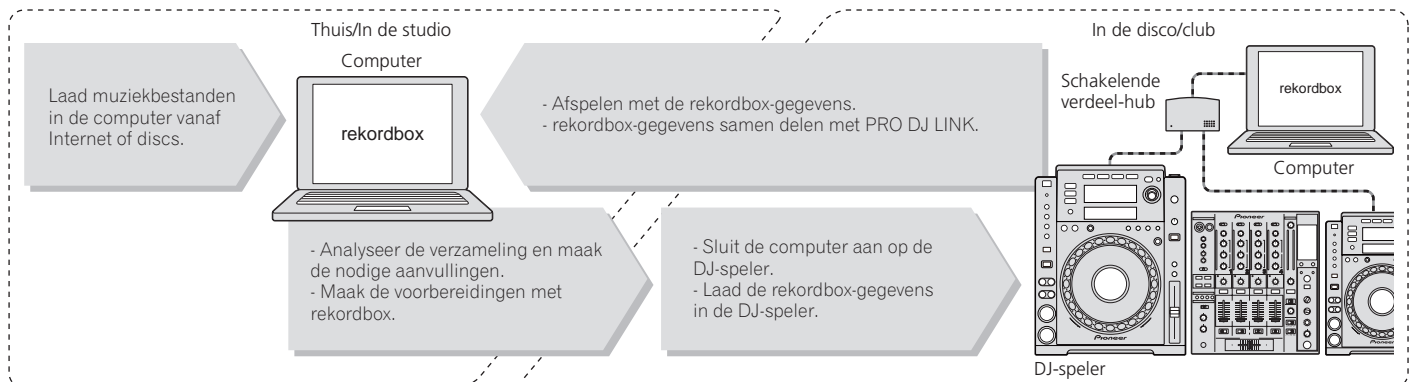 Thuis/In de studio
Computer
Laad muziekbestanden
in de computer vanaf
Internet of discs.
rekordbox
- Afspelen met de rekordbox-gegevens.
- rekordbox-gegevens samen delen met PRO DJ LINK.
- Analyseer de verzameling en maak
de nodige aanvullingen.
- Maak de voorbereidingen met
rekordbox.
- Sluit de computer aan op de
DJ-speler.
- Laad de rekordbox-gegevens
in de DJ-speler.
In de disco/club
Schakelende
verdeel-hub
rekordbox
Computer
Pioneer
Pioneer
Pioneer
DJ-speler